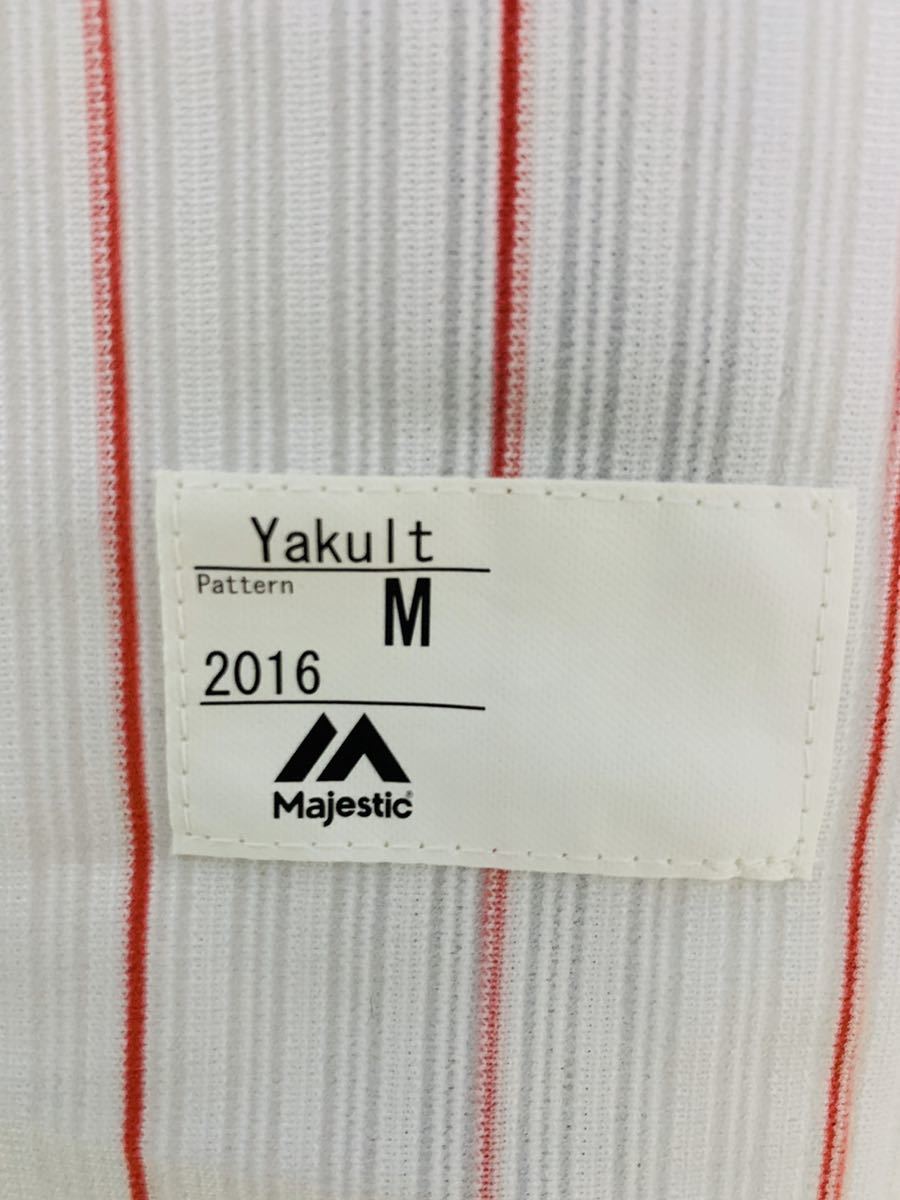 Yakult
Pattern
M
2016
Majestic®